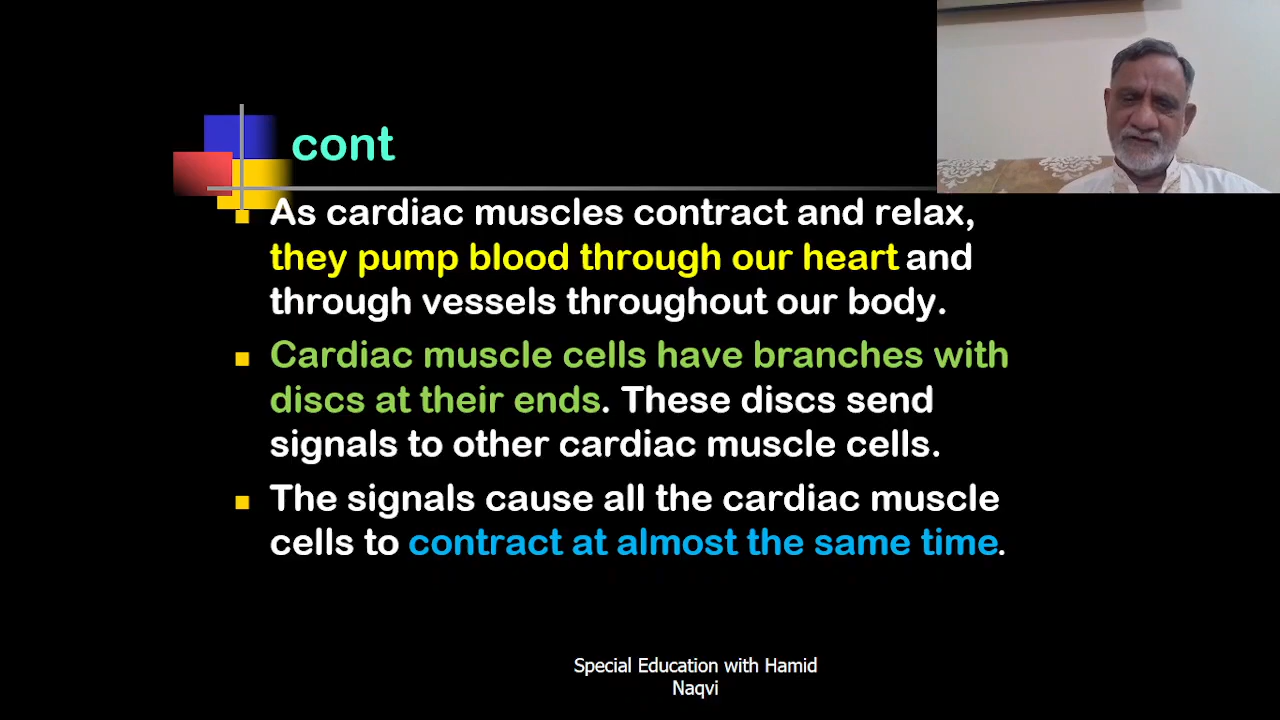 cont
As cardiac muscles contract and relax,
they pump blood through our heart and
through vessels throughout our body.
Cardiac muscle cells have branches with
discs at their ends. These discs send
signals to other cardiac muscle cells.
The signals cause all the cardiac muscle
cells to contract at almost the same time.
Special Education with Hamid
Naqvi